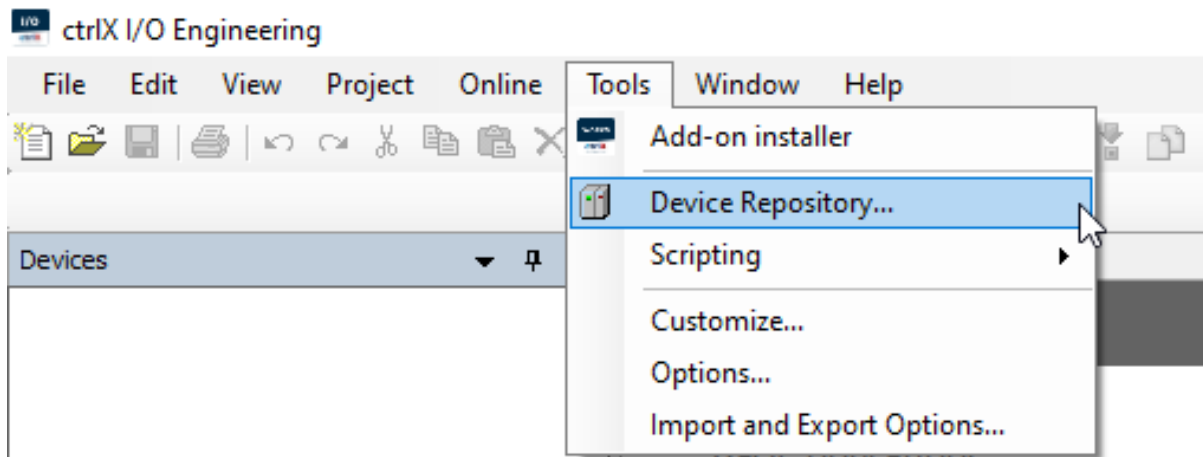 I/O
ctrlX I/O Engineering
File Edit View Project Online Tools Window Help
Add-on installer
Device Repository...
Devices
Scripting
Customize...
Options...
Import and Export Options...